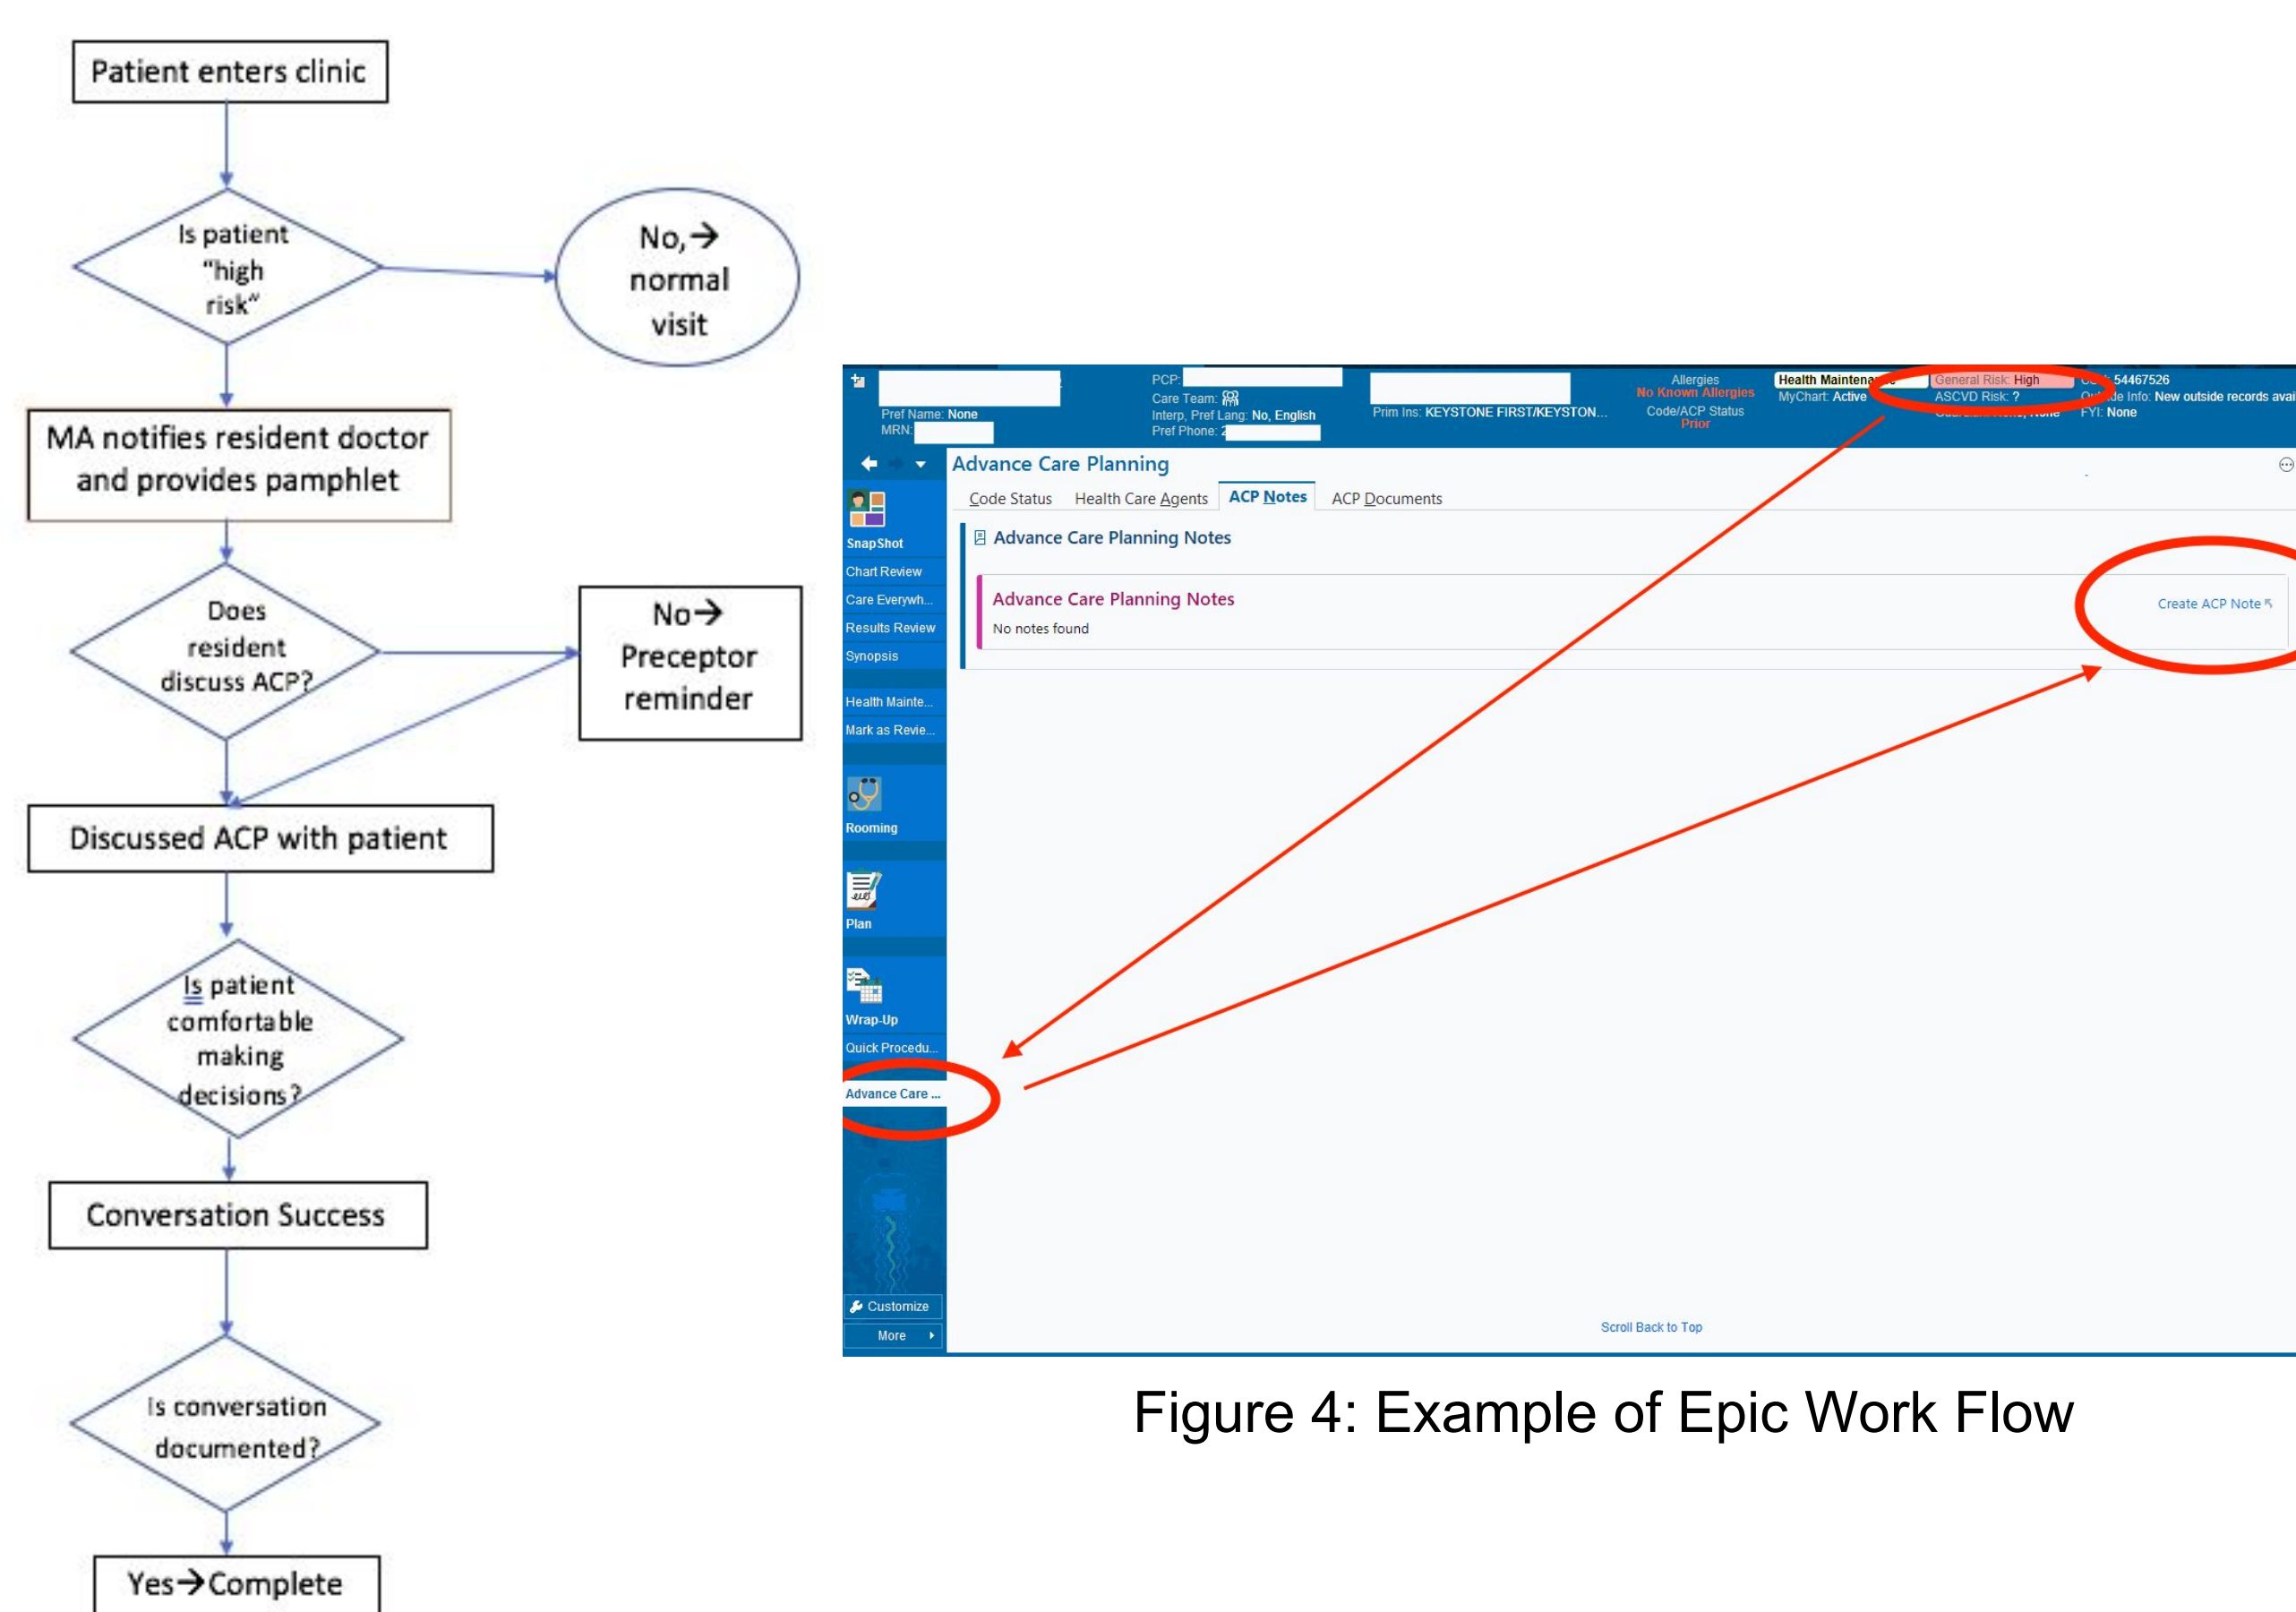 Patient enters clinic
Is patient
"high
risk"
No,→
normal
visit
MA notifies resident doctor
and provides pamphlet
Does
resident
discuss ACP?
No→
Preceptor
reminder
Discussed ACP with patient
Is patient
comfortable
making
decisions?
Conversation Success
Is conversation
documented?
Yes→Complete
Pref Name: None
MRN:
PCP:
Care Team:
Interp, Pref Lang: No, English
Pref Phone: 2
Prim Ins: KEYSTONE FIRST/KEYSTON...
Allergies
No Known Allergies
Code/ACP Status
Prior
Health Maintenance
MyChart: Active
General Risk: High
ASCVD Risk: ?
None
54467526
Info: New outside records avai
FYI: None
Advance Care Planning
Code Status
Health Care Agents
ACP Notes
ACP Documents
Advance Care Planning Notes
Advance Care Planning Notes
No notes found
Create ACP Note
SnapShot
Chart Review
Care Everywh...
Results Review
Synopsis
Health Mainte...
Mark as Revie...
Rooming
Plan
Wrap-Up
Quick Procedu...
Advance Care ...
Customize
More
Scroll Back to Top
Figure 4: Example of Epic Work Flow